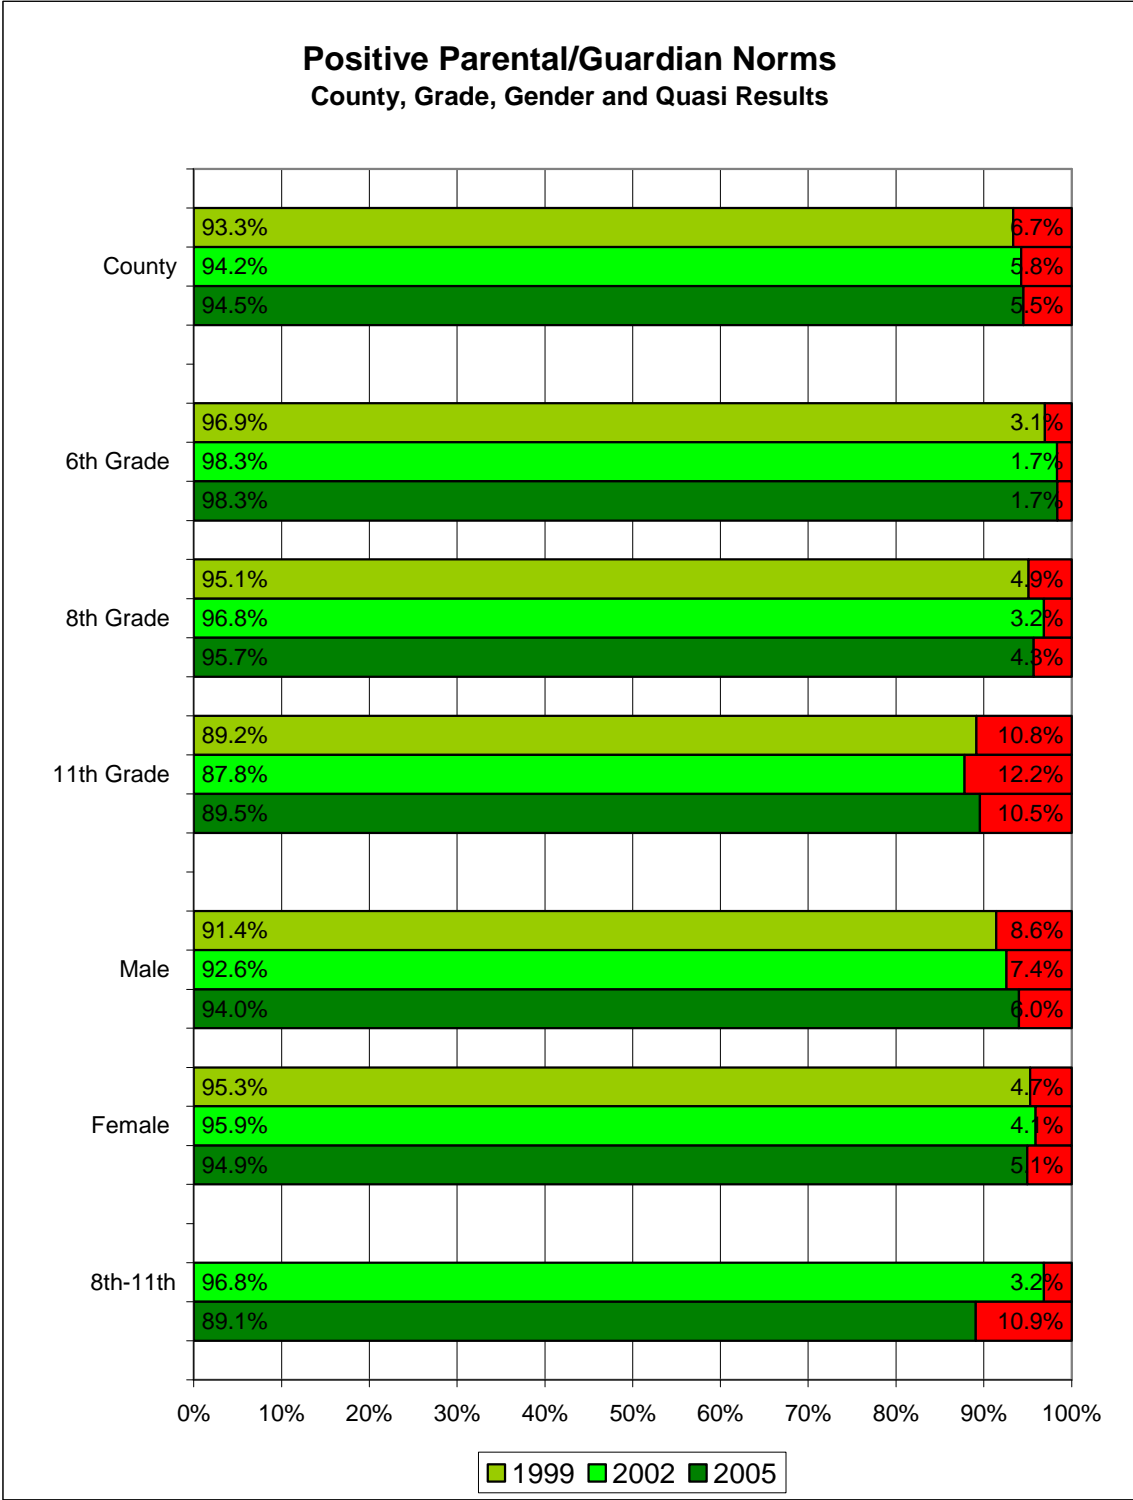 Positive Parental/Guardian Norms
County, Grade, Gender and Quasi Results
93.3% 6.7%
County 94.2% 5.8%
94.5% 5.5%
96.9% 3.1%
6th Grade 98.3% 1.7%
98.3% 1.7%
95.1% 4.9%
8th Grade 96.8% 3.2%
95.7% 4.3%
89.2% 10.8%
11th Grade 87.8% 12.2%
89.5% 10.5%
91.4% 8.6%
Male 92.6% 7.4%
94.0% 6.0%
95.3% 4.7%
Female 95.9% 4.1%
94.9% 5.1%
8th-11th 96.8% 3.2%
89.1% 10.9%
0% 10% 20% 30% 40% 50% 60% 70% 80% 90% 100%
1999 2002 2005